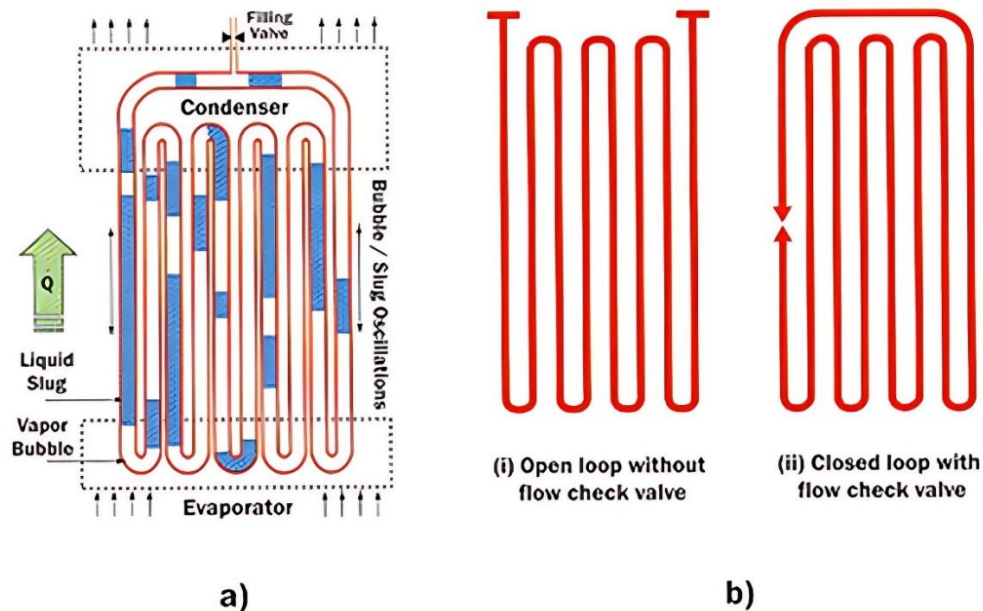 Filling
Valve
Condenser
Q̇
Bubble / Slug Oscillations
Liquid
Slug
Vapor
Bubble
Evaporator
a)
(i) Open loop without
flow check valve
(ii) Closed loop with
flow check valve
b)